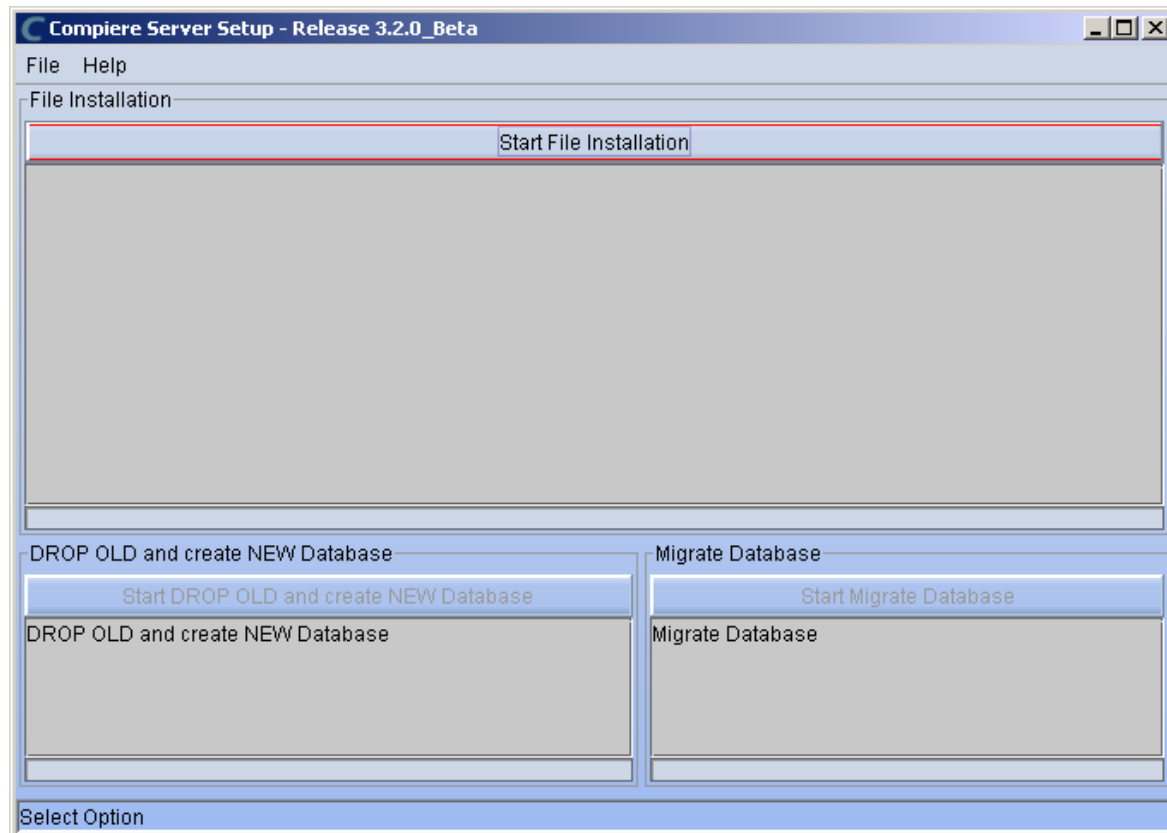 Compiere Server Setup - Release 3.2.0_Beta
File Help
File Installation
Start File Installation
DROP OLD and create NEW Database
Migrate Database
Start DROP OLD and create NEW Database
Start Migrate Database
DROP OLD and create NEW Database
Migrate Database
Select Option